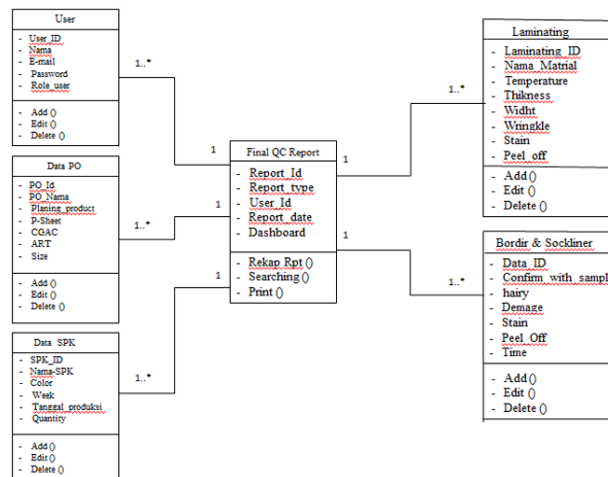 User
- User_ID
- Nama
- E-mail
- Password
- Role_user
- Add ()
- Edit ()
- Delete ()
1..*
1
Data PO
- PO_Id
- PO_Nama
- Planing_product
- P-Sheet
- CGAC
- ART
- Size
- Add ()
- Edit ()
- Delete ()
1..*
1
Data SPK
- SPK_ID
- Nama-SPK
- Color
- Week
- Tanggal_produksi
- Quantity
- Add ()
- Edit ()
- Delete ()
1..*
1
Final QC Report
- Report_Id
- Report_type
- User_Id
- Report_date
- Dashboard
- Rekap Rpt ()
- Searching ()
- Print ()
1
1..*
Laminating
- Laminating_ID
- Nama_Matrial
- Temperature
- Thikness
- Widht
- Wringkle
- Stain
- Peel_off
- Add ()
- Edit ()
- Delete ()
1
1..*
Bordir & Sockliner
- Data_ID
- Confirm_with_sampl
- hairy
- Demage
- Stain
- Peel_Off
- Time
- Add ()
- Edit ()
- Delete ()